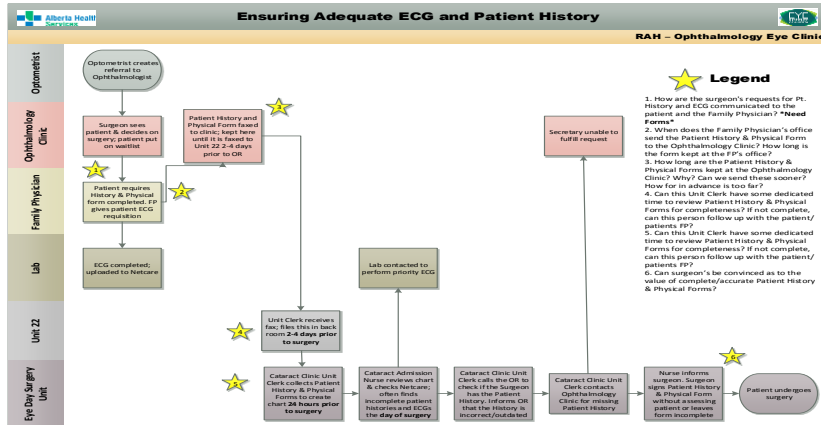 Alberta Health
Services
Ensuring Adequate ECG and Patient History
EYE
RAH – Ophthalmology Eye Clinic
Optometrist
Optometrist creates
referral to
Ophthalmologist
Ophthalmology
Clinic
Surgeon sees
patient & decides on
surgery; patient put
on waitlist
Patient History and
Physical Form faxed
to clinic; kept here
until it is faxed to
Unit 22 2-4 days
prior to OR
3
Secretary unable to
fulfill request
Family Physician
1
Patient requires
History & Physical
form completed. FP
gives patient ECG
requisition
2
Lab
ECG completed;
uploaded to Netcare
Lab contacted to
perform priority ECG
Unit 22
4
Unit Clerk receives
fax; files this in back
room 2-4 days prior
to surgery
Eye Day Surgery
Unit
5
Cataract Clinic Unit
Clerk collects Patient
History & Physical
Forms to create
chart 24 hours prior
to surgery
Cataract Admission
Nurse reviews chart
& checks Netcare;
often finds
incomplete patient
histories and ECGs
the day of surgery
Cataract Clinic Unit
Clerk calls the OR to
check if the Surgeon
has the Patient
History. Informs OR
that the History is
incorrect/outdated
Cataract Clinic Unit
Clerk contacts
Ophthalmology
Clinic for missing
Patient History
6
Nurse informs
surgeon. Surgeon
signs Patient History
& Physical Form
without assessing
patient or leaves
form incomplete
Patient undergoes
surgery
Legend
1. How are the surgeon's requests for Pt.
History and ECG communicated to the
patient and the Family Physician? *Need
Forms*
2. When does the Family Physician's office
send the Patient History & Physical Form
to the Ophthalmology Clinic? How long is
the form kept at the FP's office?
3. How long are the Patient History &
Physical Forms kept at the Ophthalmology
Clinic? Why? Can we send these sooner?
How far in advance is too far?
4. Can this Unit Clerk have some dedicated
time to review Patient History & Physical
Forms for completeness? If not complete,
can this person follow up with the patient/
patients FP?
5. Can this Unit Clerk have some dedicated
time to review Patient History & Physical
Forms for completeness? If not complete,
can this person follow up with the patient/
patients FP?
6. Can surgeon's be convinced as to the
value of complete/accurate Patient History
& Physical Forms?